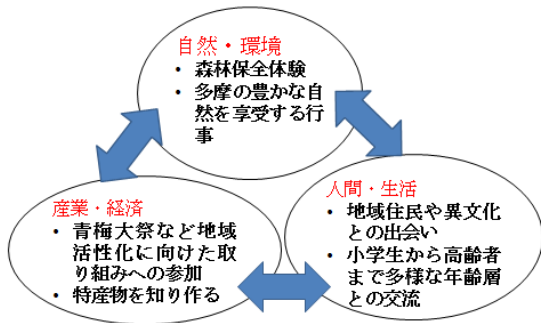 自然・環境
• 森林保全体験
• 多摩の豊かな自
然を享受する行
事
産業・経済
• 青梅大祭など地域
活性化に向けた取
り組みへの参加
• 特産物を知り作る
人間・生活
• 地域住民や異文化
との出会い
• 小学生から高齢者
まで多様な年齢層
との交流